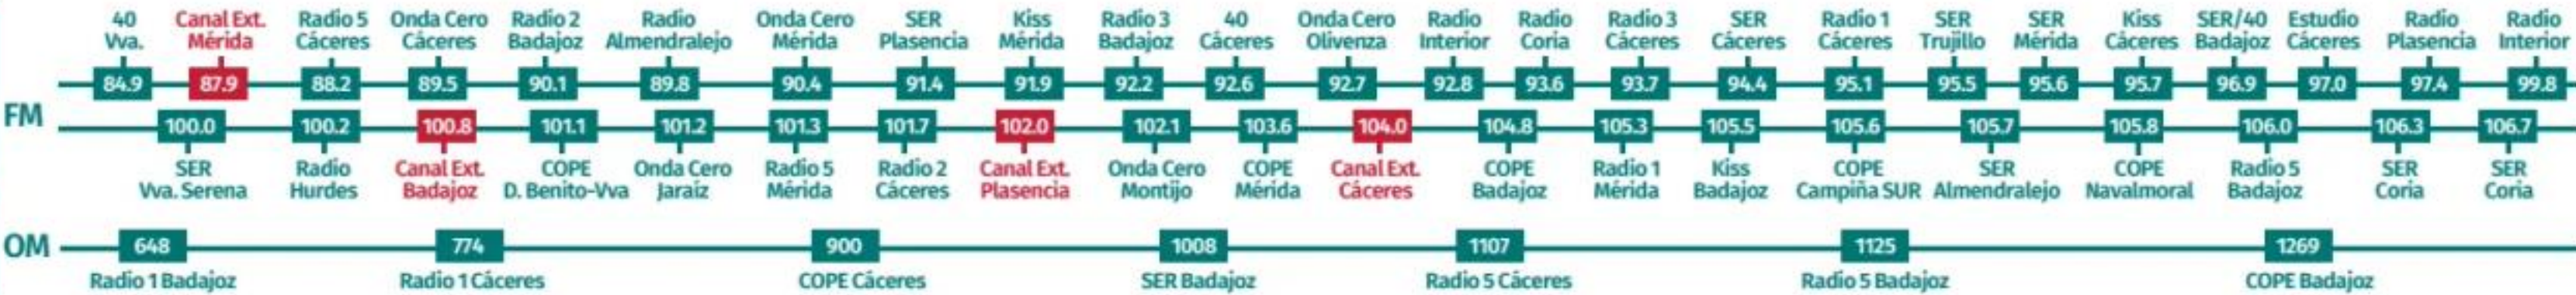 40 Canal Ext. Radio 5 Onda Cero Radio 2 Radio Onda Cero SER Kiss Radio 3 40 Onda Cero Radio Radio Radio 3 SER Radio 1 SER SER Kiss SER/40 Estudio Radio Radio
Vva. Mérida Cáceres Cáceres Badajoz Almendralejo Mérida Plasencia Mérida Badajoz Cáceres Olivenza Interior Coria Cáceres Cáceres Cáceres Trujillo Mérida Cáceres Badajoz Cáceres Plasencia Interior
84.9 87.9 88.2 89.5 90.1 89.8 90.4 91.4 91.9 92.2 92.6 92.7 92.8 93.6 93.7 94.4 95.1 95.5 95.6 95.7 96.9 97.0 97.4 99.8
FM
100.0 100.2 100.8 101.1 101.2 101.3 101.7 102.0 102.1 103.6 104.0 104.8 105.3 105.5 105.6 105.7 105.8 106.0 106.3 106.7
SER Radio Canal Ext. COPE Onda Cero Radio 5 Radio 2 Canal Ext. Onda Cero COPE Canal Ext. COPE Radio 1 Kiss COPE SER COPE Radio 5 SER SER
Vva. Serena Hurdes Badajoz D. Benito-Vva Jaraíz Mérida Cáceres Plasencia Montijo Mérida Cáceres Badajoz Mérida Badajoz Campiña SUR Almendralejo Navalmoral Badajoz Coria Coria
OM 648 774 900 1008 1107 1125 1269
Radio 1 Badajoz Radio 1 Cáceres COPE Cáceres SER Badajoz Radio 5 Cáceres Radio 5 Badajoz COPE Badajoz